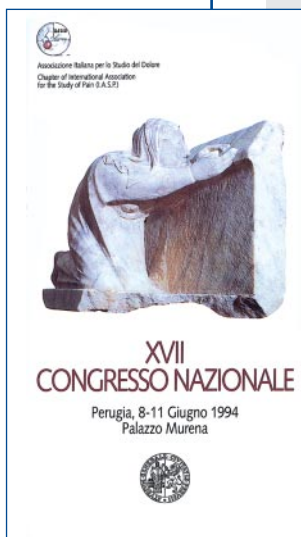 Associazione Italiana per lo Studio del Dolore
Chapter of International Association
for the Study of Pain (I.A.S.P.)
XVII
CONGRESSO NAZIONALE
Perugia, 8-11 Giugno 1994
Palazzo Murena